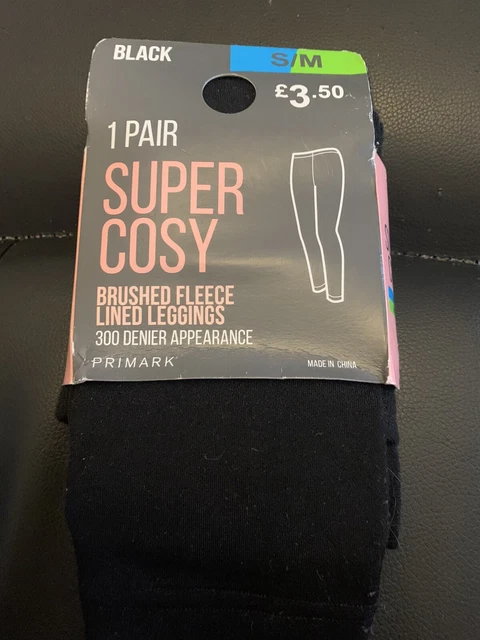 BLACK
S/M
£3.50
1 PAIR
SUPER
COSY
BRUSHED FLEECE
LINED LEGGINGS
300 DENIER APPEARANCE
PRIMARK
MADE IN CHINA